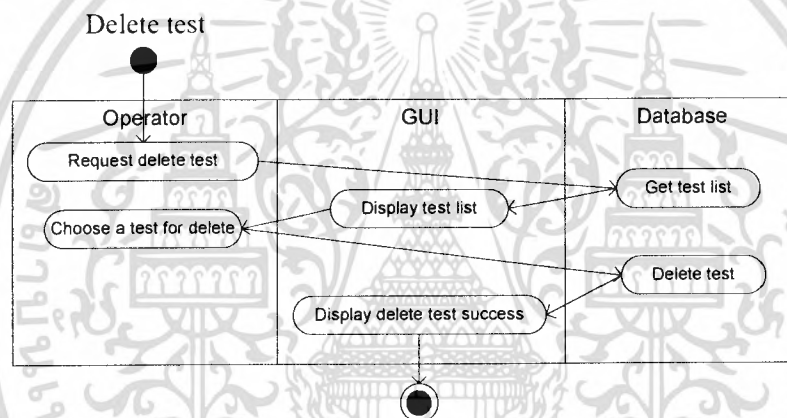 Delete test
Operator
GUI
Database
Request delete test
Get test list
Display test list
Choose a test for delete
Delete test
Display delete test success